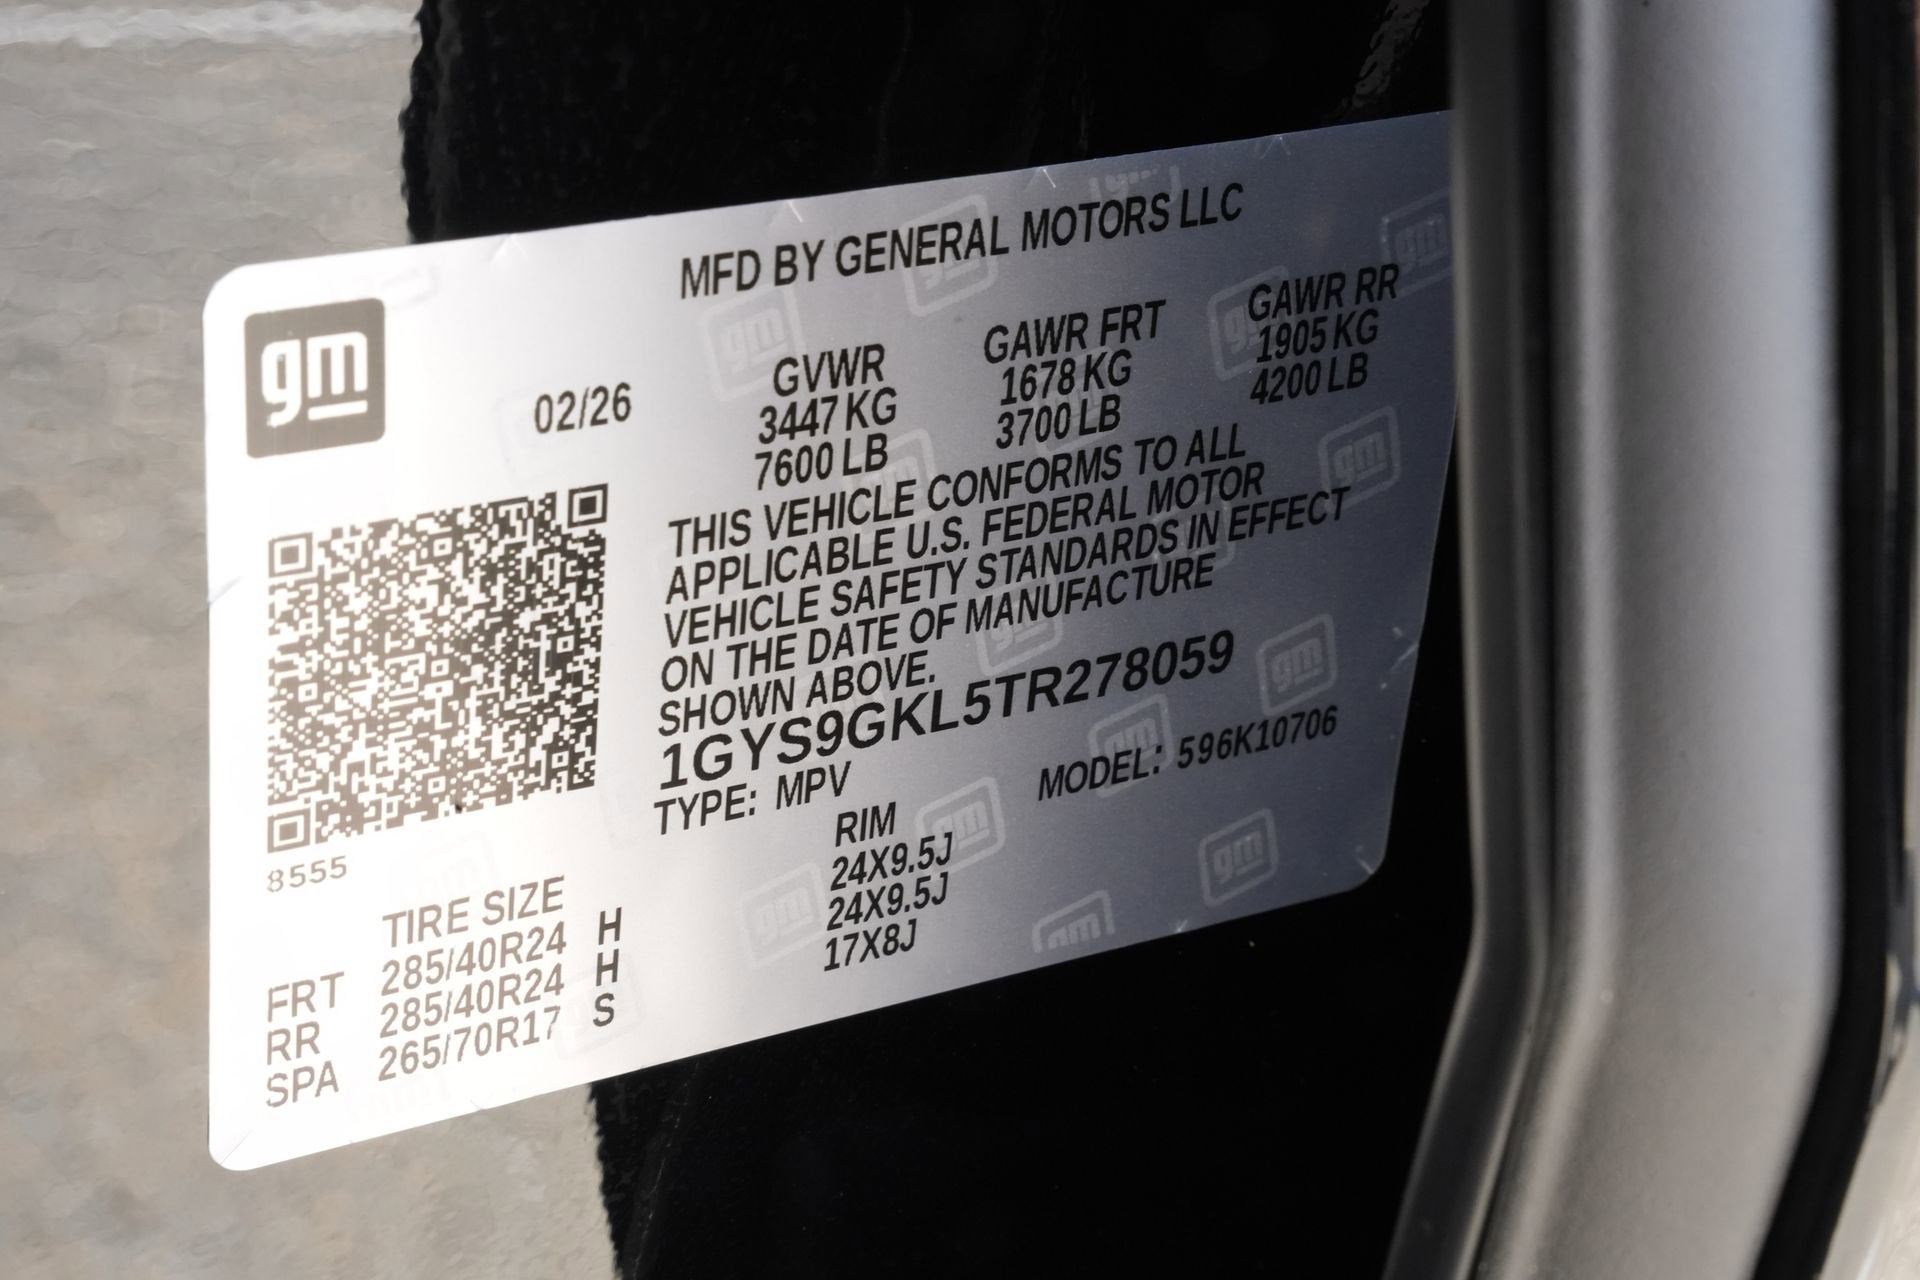 MFD BY GENERAL MOTORS LLC
gm
02/26
GVWR GAWR FRT GAWR RR
3447 KG 1678 KG 1905 KG
7600 LB 3700 LB 4200 LB
THIS VEHICLE CONFORMS TO ALL
APPLICABLE U.S. FEDERAL MOTOR
VEHICLE SAFETY STANDARDS IN EFFECT
ON THE DATE OF MANUFACTURE
SHOWN ABOVE.
1GYS9GKL5TR278059
TYPE: MPV MODEL: 596K10706
8555
TIRE SIZE RIM
FRT 285/40R24 H 24X9.5J
RR 285/40R24 H 24X9.5J
SPA 265/70R17 S 17X8J